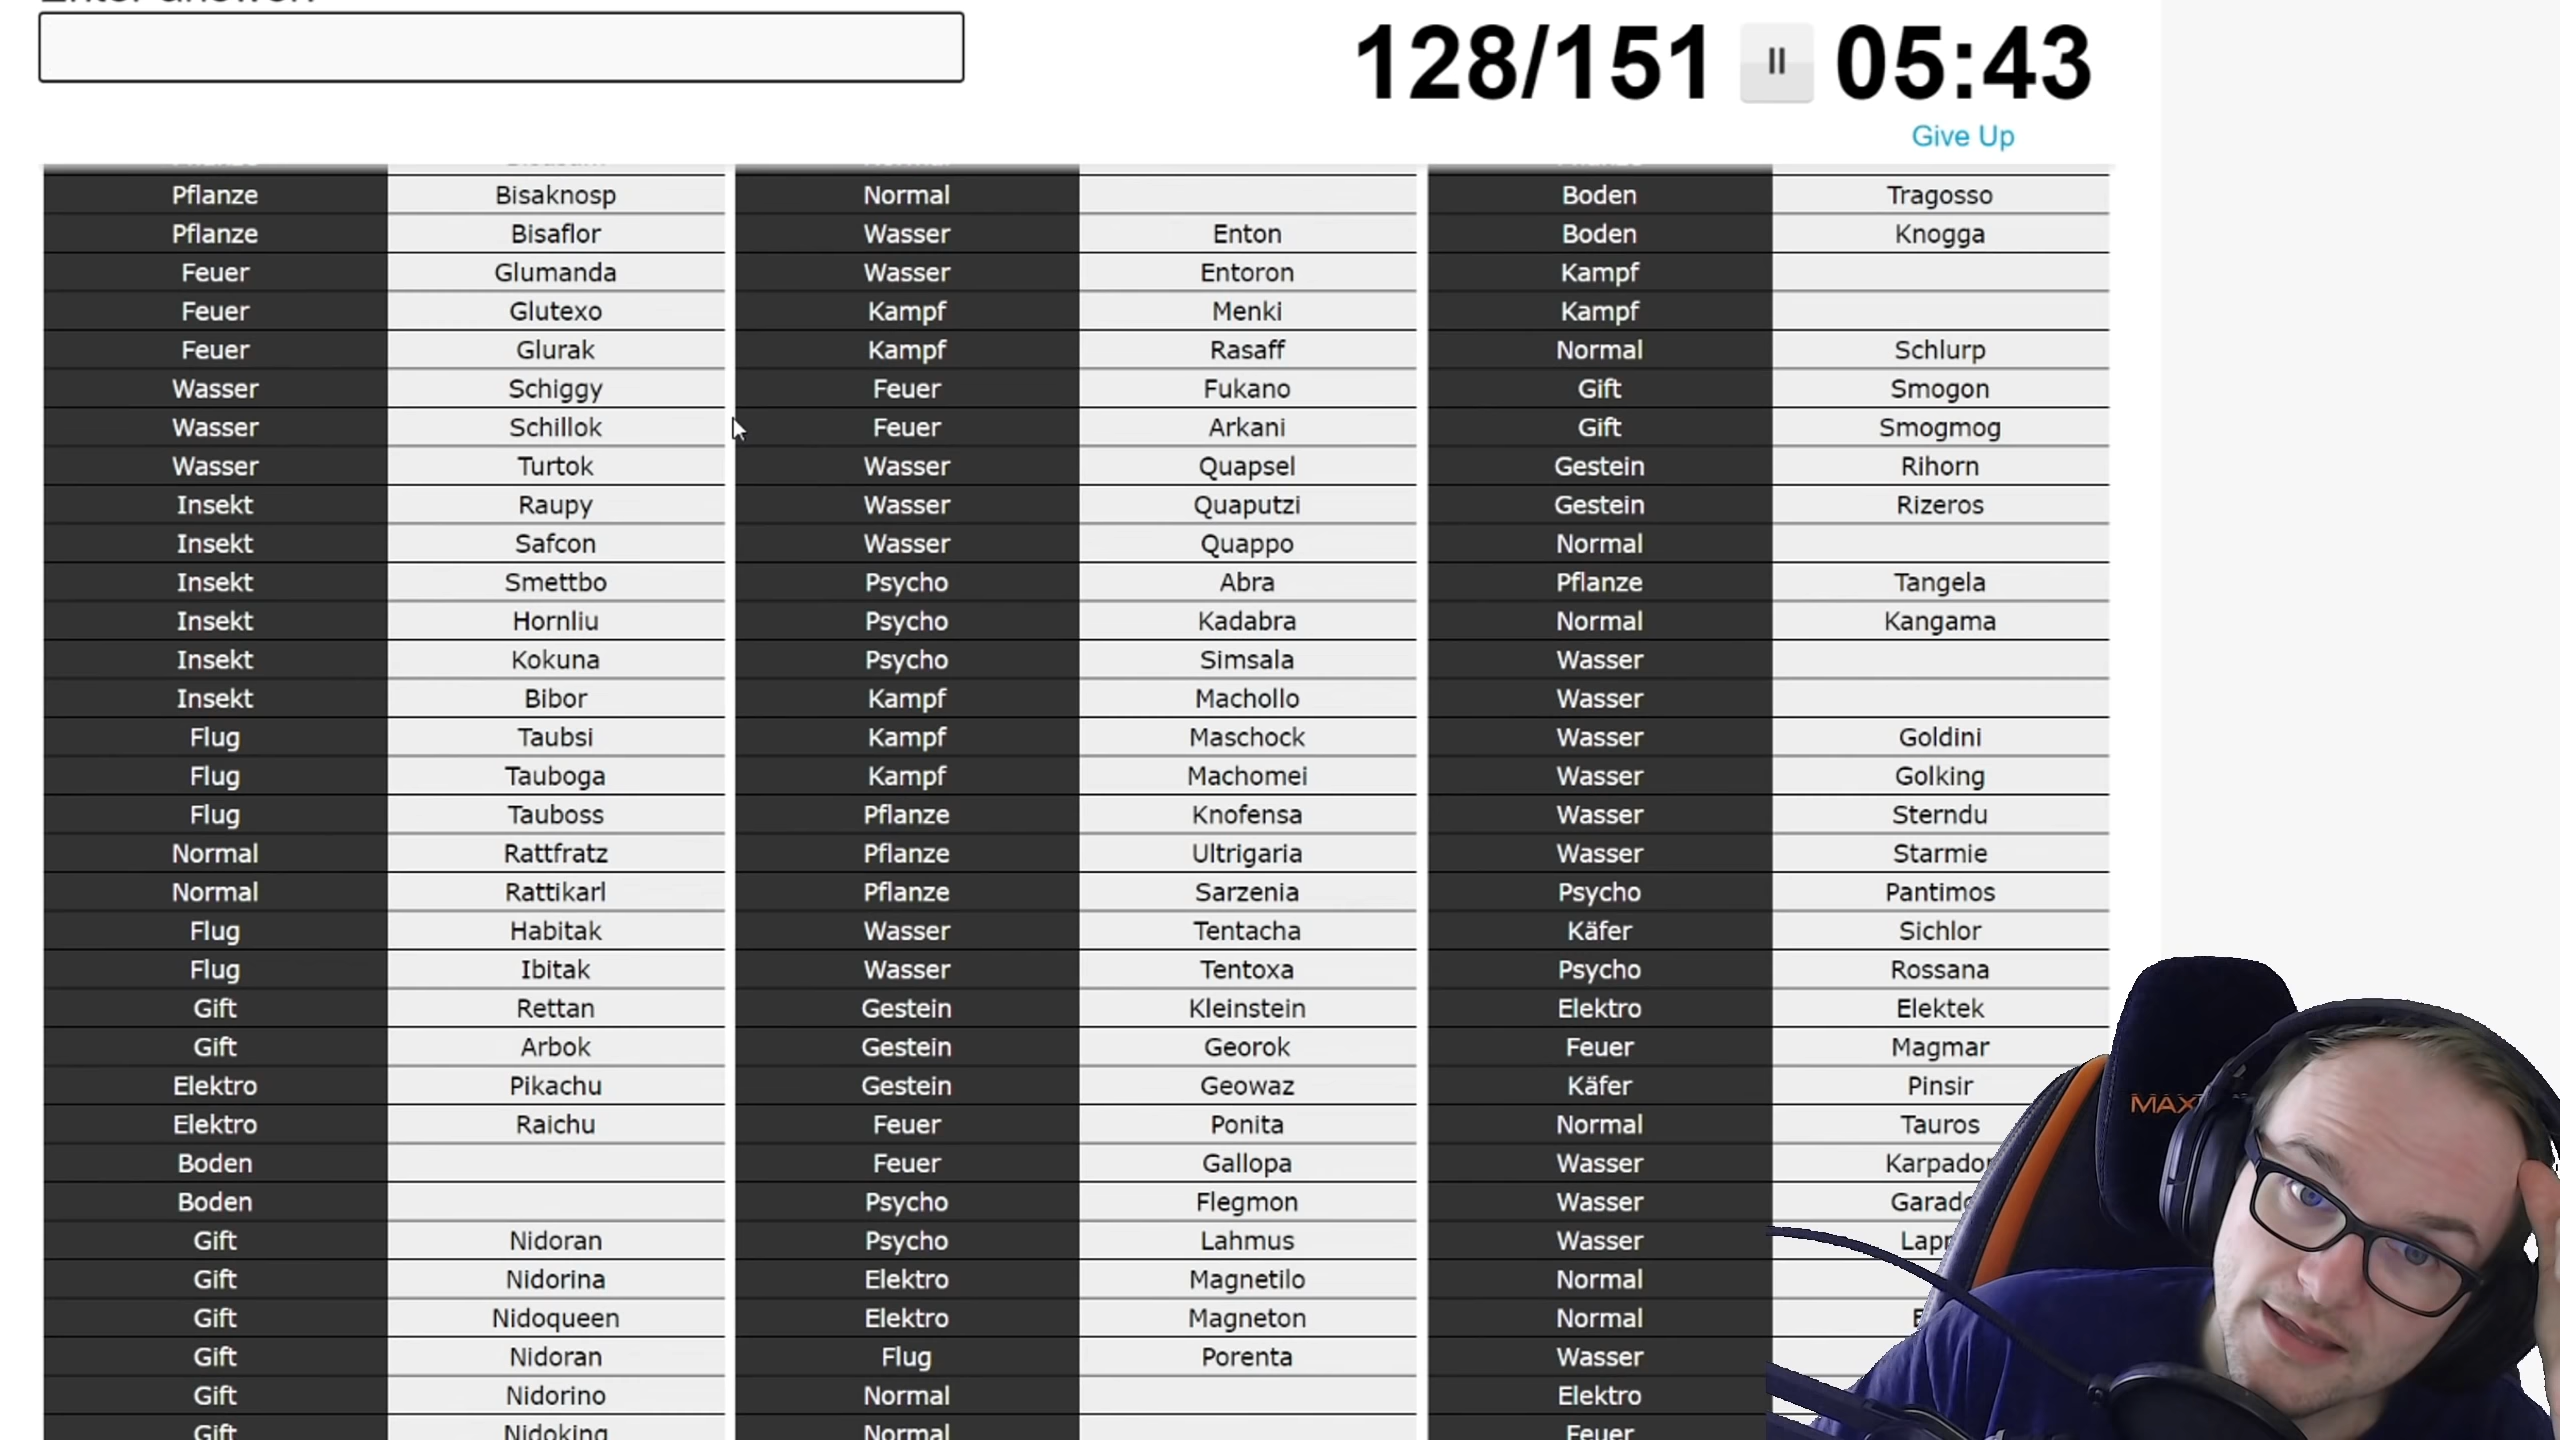 128/151
05:43
Give Up
Pflanze Bisaknosp Normal Boden Tragosso
Pflanze Bisaflor Wasser Enton Boden Knogga
Feuer Glumanda Wasser Entoron Kampf
Feuer Glutexo Kampf Menki Kampf
Feuer Glurak Kampf Rasaff Normal Schlurp
Wasser Schiggy Feuer Fukano Gift Smogon
Wasser Schillok Feuer Arkani Gift Smogmog
Wasser Turtok Wasser Quapsel Gestein Rihorn
Insekt Raupy Wasser Quaputzi Gestein Rizeros
Insekt Safcon Wasser Quappo Normal
Insekt Smettbo Psycho Abra Pflanze Tangela
Insekt Hornliu Psycho Kadabra Normal Kangama
Insekt Kokuna Psycho Simsala Wasser
Insekt Bibor Kampf Machollo Wasser
Flug Taubsi Kampf Maschock Wasser Goldini
Flug Tauboga Kampf Machomei Wasser Golking
Flug Tauboss Pflanze Knofensa Wasser Sterndu
Normal Rattfratz Pflanze Ultrigaria Wasser Starmie
Normal Rattikarl Pflanze Sarzenia Psycho Pantimos
Flug Habitak Wasser Tentacha Käfer Sichlor
Flug Ibitak Wasser Tentoxa Psycho Rossana
Gift Rettan Gestein Kleinstein Elektro Elektek
Gift Arbok Gestein Georok Feuer Magmar
Elektro Pikachu Gestein Geowaz Käfer Pinsir
Elektro Raichu Feuer Ponita Normal Tauros
Boden Feuer Gallopa Wasser Karpador
Boden Psycho Flegmon Wasser
Gift Nidoran Psycho Lahmus Wasser
Gift Nidorina Elektro Magnetilo Normal
Gift Nidoqueen Elektro Magneton Normal
Gift Nidoran Flug Porenta Wasser
Gift Nidorino Normal Elektro
Gift Nidoking Normal Feuer
MAX